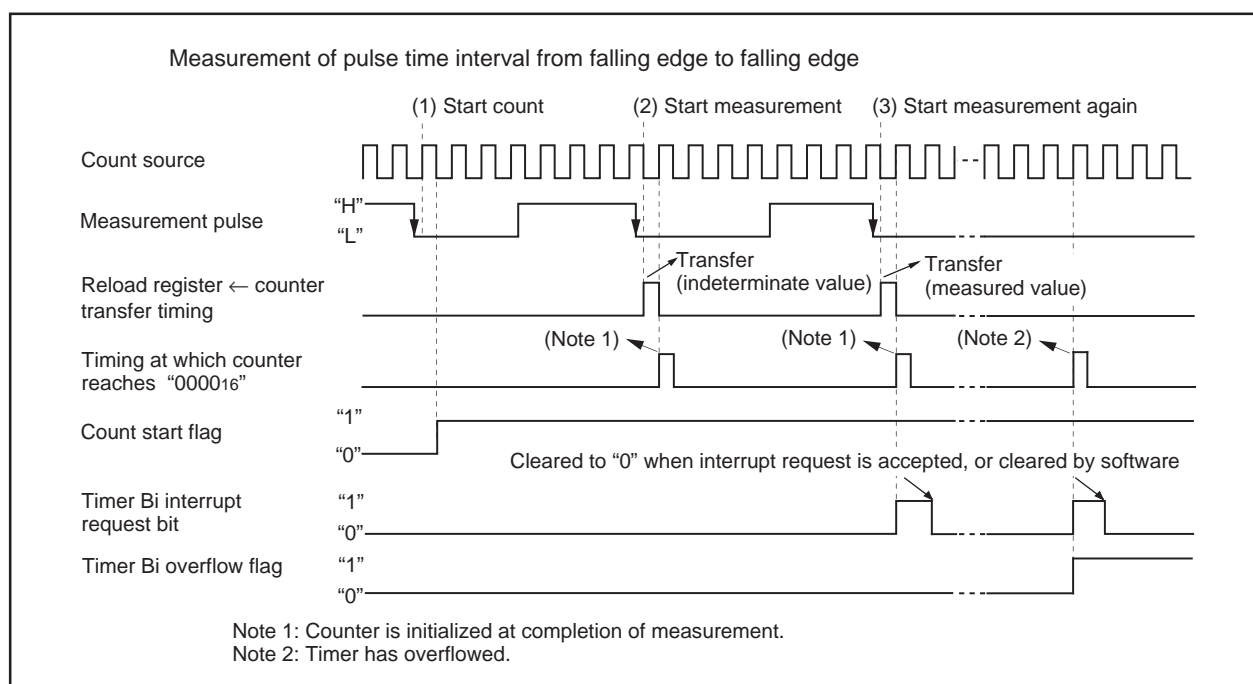 Measurement of pulse time interval from falling edge to falling edge
(1) Start count
(2) Start measurement
(3) Start measurement again
Count source
Measurement pulse
“H”
“L”
Reload register ← counter
transfer timing
Transfer
(indeterminate value)
Transfer
(measured value)
Timing at which counter
reaches “000016”
(Note 1)
(Note 1)
(Note 2)
Count start flag
“1”
“0”
Cleared to “0” when interrupt request is accepted, or cleared by software
Timer Bi interrupt
request bit
“1”
“0”
Timer Bi overflow flag
“1”
“0”
Note 1: Counter is initialized at completion of measurement.
Note 2: Timer has overflowed.